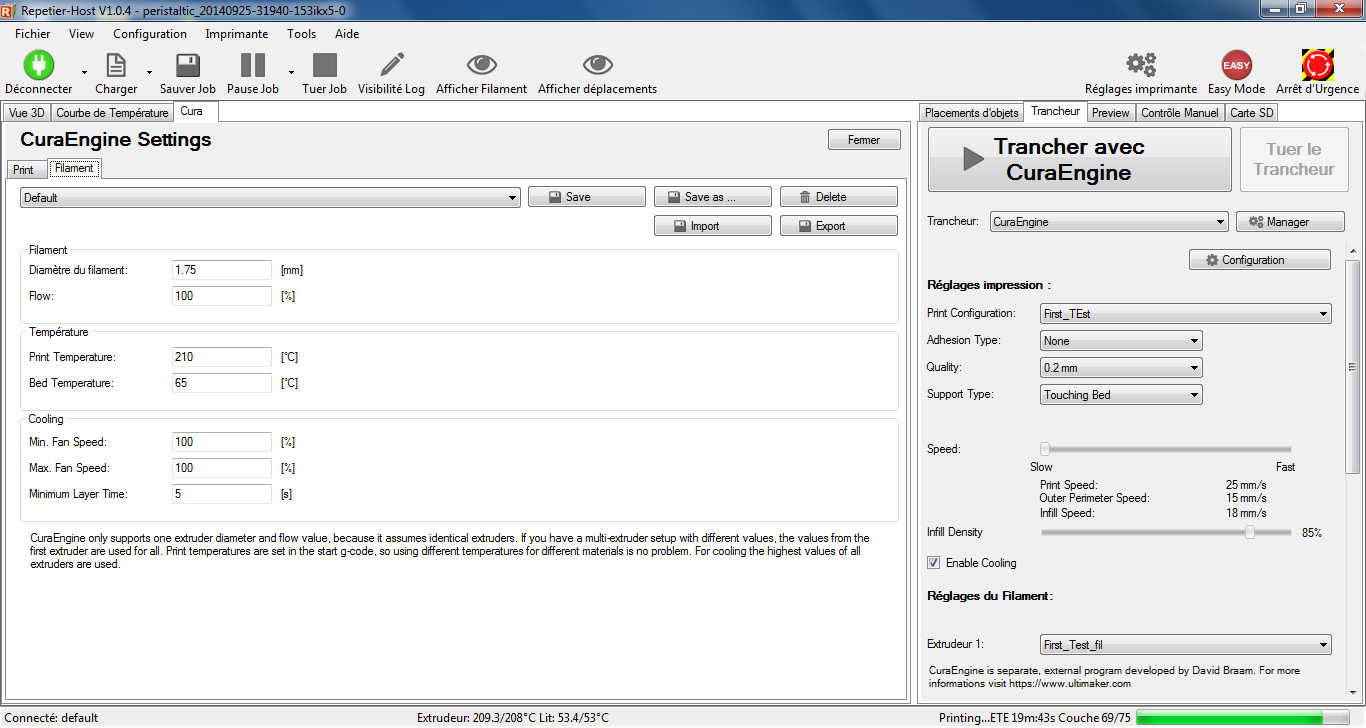 Repetier-Host V1.0.4 - peristaltic_20140925-31940-153ikx5-0
Fichier View Configuration Imprimante Tools Aide
Déconnecter Charger Sauver Job Pause Job Tuer Job Visibilité Log Afficher Filament Afficher déplacements Réglages imprimante EASY Easy Mode Arrêt d'Urgence
Vue 3D Courbe de Température Cura
CuraEngine Settings
Fermer
Print Filament
Default
Save
Save as ...
Delete
Import
Export
Filament
Diamètre du filament: 1.75 [mm]
Flow: 100 [%]
Température
Print Temperature: 210 [°C]
Bed Temperature: 65 [°C]
Cooling
Min. Fan Speed: 100 [%]
Max. Fan Speed: 100 [%]
Minimum Layer Time: 5 [s]
CuraEngine only supports one extruder diameter and flow value, because it assumes identical extruders. If you have a multi-extruder setup with different values, the values from the
first extruder are used for all. Print temperatures are set in the start g-code, so using different temperatures for different materials is no problem. For cooling the highest values of all
extruders are used.
Placements d'objets Trancheur Preview Contrôle Manuel Carte SD
Trancher avec
CuraEngine
Tuer le
Trancheur
Trancheur: CuraEngine Manager
Configuration
Réglages impression :
Print Configuration: First_TEst
Adhesion Type: None
Quality: 0.2 mm
Support Type: Touching Bed
Speed:
Slow Fast
Print Speed: 25 mm/s
Outer Perimeter Speed: 15 mm/s
Infill Speed: 18 mm/s
Infill Density 85%
Enable Cooling
Réglages du Filament:
Extrudeur 1: First_Test_fil
CuraEngine is separate, external program developed by David Braam. For more
informations visit https://www.ultimaker.com
Connecté: default
Extrudeur: 209.3/208°C Lit: 53.4/53°C
Printing...ETE 19m:43s Couche 69/75